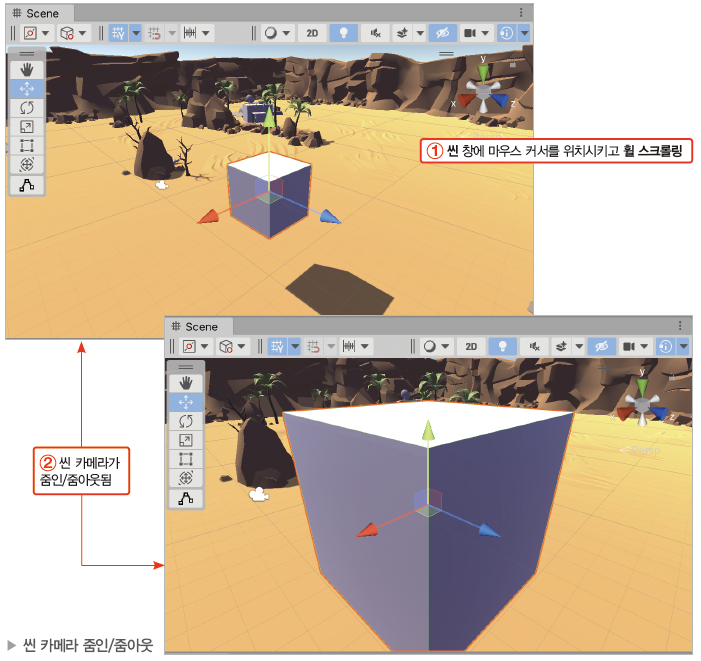 Scene
2D
y
x
z
① 씬 창에 마우스 커서를 위치시키고 휠 스크롤링
Scene
2D
y
x
z
② 씬 카메라가
줌인/줌아웃됨
▶ 씬 카메라 줌인/줌아웃